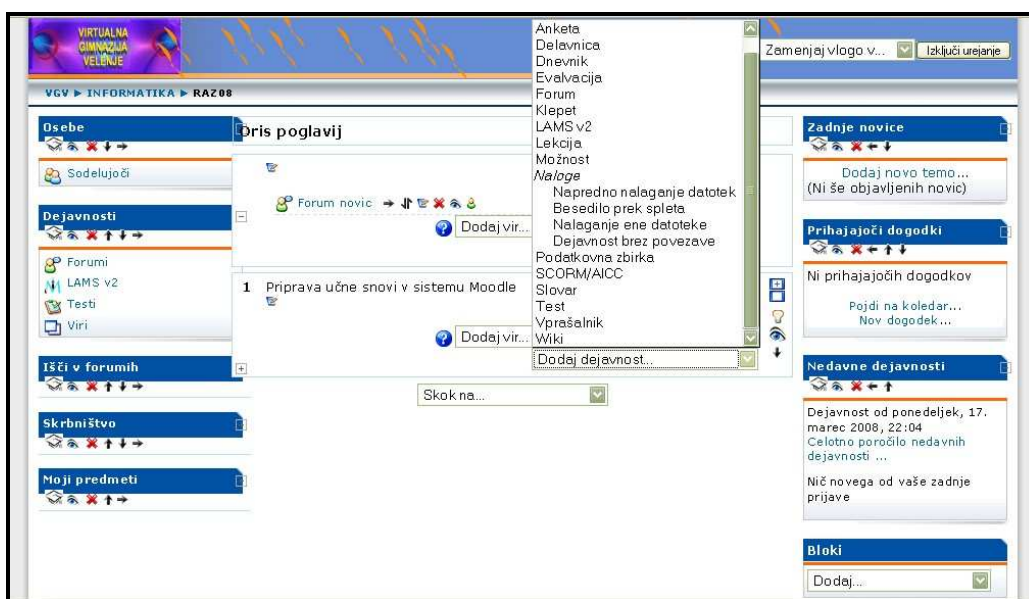 VIRTUALNA
GIMNAZIJA
VELENJE
Zamenjaj vlogo v...
Izključi urejanje
VGV ► INFORMATIKA ► RAZ08
Osebe
Sodelujoči
Dejavnosti
Forumi
LAMS v2
Testi
Viri
Išči v forumih
Skrbništvo
Moji predmeti
Oris poglavij
Forum novic
Dodaj vir...
1 Priprava učne snovi v sistemu Moodle
Dodaj vir...
Anketa
Delavnica
Dnevnik
Evalvacija
Forum
Klepet
LAMS v2
Lekcija
Možnost
Naloge
Napredno nalaganje datotek
Besedilo prek spleta
Nalaganje ene datoteke
Dejavnost brez povezave
Podatkovna zbirka
SCORM/AICC
Slovar
Test
Vprašalnik
Wiki
Dodaj dejavnost...
Skok na...
Zadnje novice
Dodaj novo temo...
(Ni še objavljenih novic)
Prihajajoči dogodki
Ni prihajajočih dogodkov
Pojdi na koledar...
Nov dogodek...
Nedavne dejavnosti
Dejavnost od ponedeljek, 17.
marec 2008, 22:04
Celotno poročilo nedavnih
dejavnosti ...
Nič novega od vaše zadnje
prijave
Bloki
Dodaj...